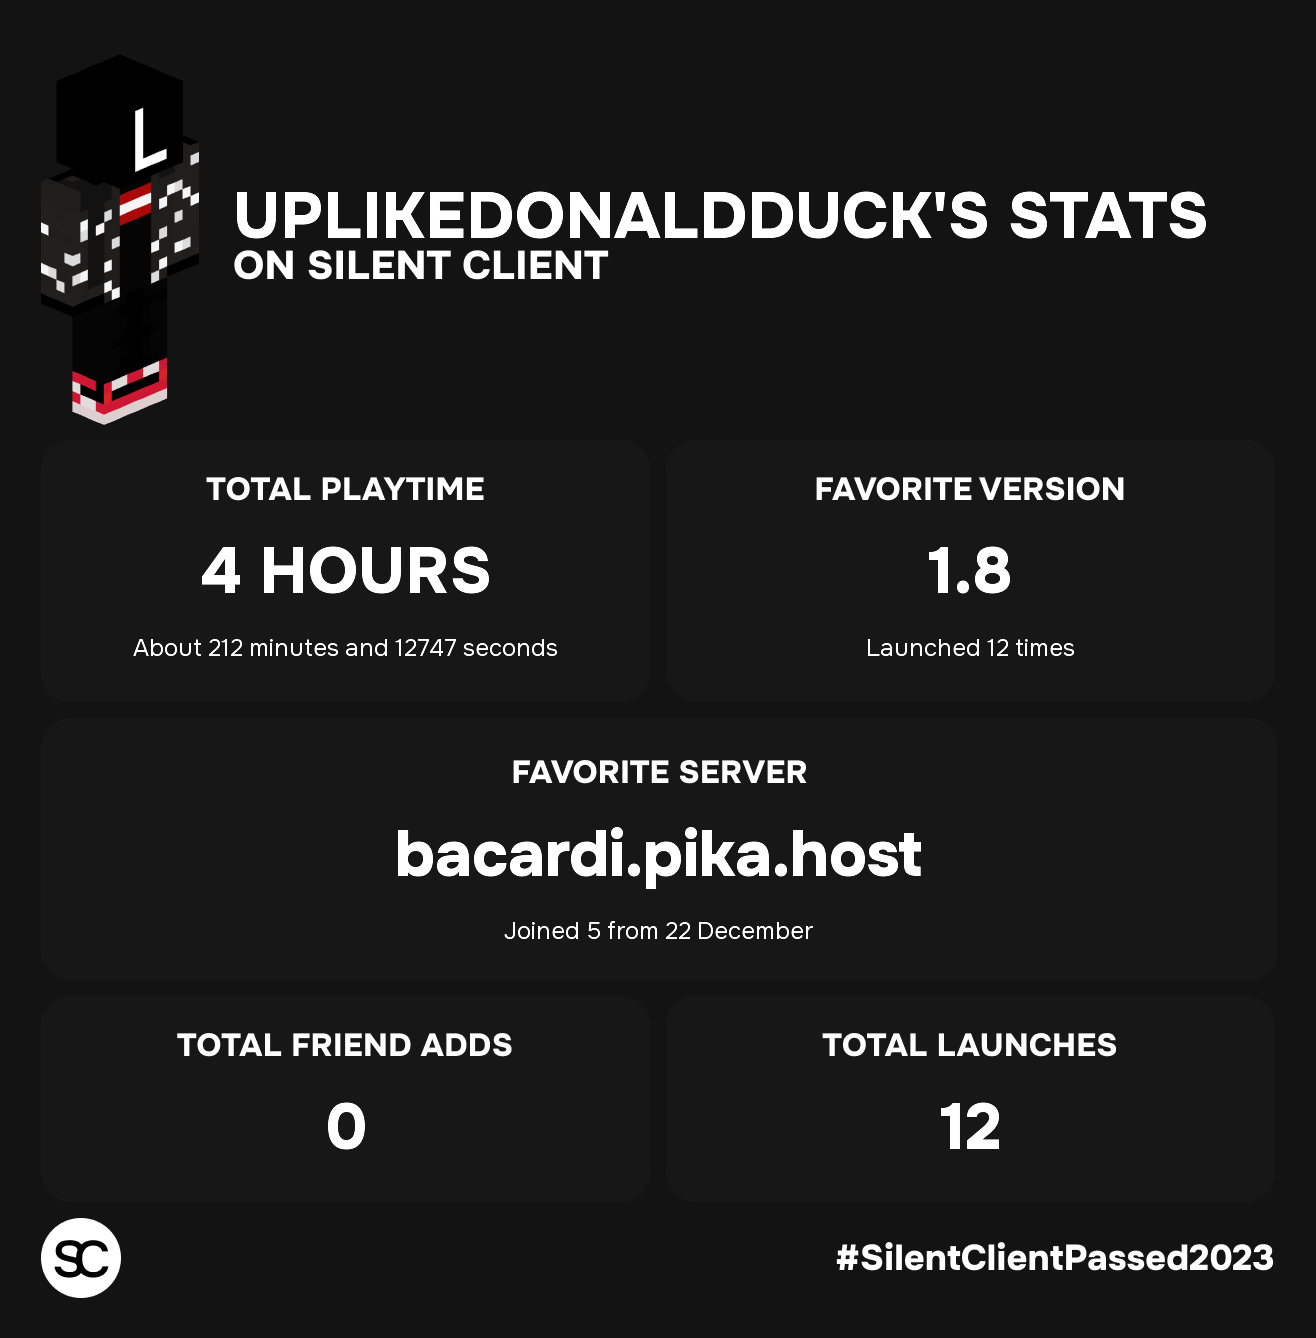 L
UPLIKEDONALDDUCK'S STATS
ON SILENT CLIENT
TOTAL PLAYTIME
4 HOURS
About 212 minutes and 12747 seconds
FAVORITE VERSION
1.8
Launched 12 times
FAVORITE SERVER
bacardi.pika.host
Joined 5 from 22 December
TOTAL FRIEND ADDS
0
TOTAL LAUNCHES
12
SC
#SilentClientPassed2023